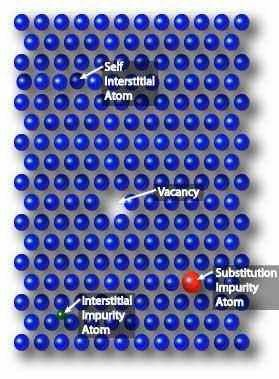 Self
Interstitial
Atom
Vacancy
Substitution
Impurity
Atom
Interstitial
Impurity
Atom